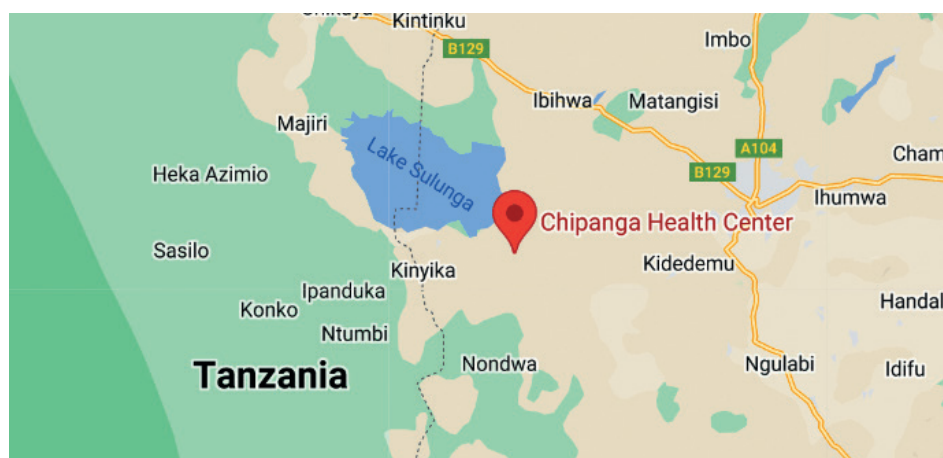 Kintinku
B129
Imbo
Ibihwa
Matangisi
Majiri
A104
Lake Sulunga
B129
Cham
Heka Azimio
Ihumwa
Chipanga Health Center
Sasilo
Kinyika
Kidedemu
Ipanduka
Konko
Handal
Ntumbi
Nondwa
Ngulabi
Idifu
Tanzania